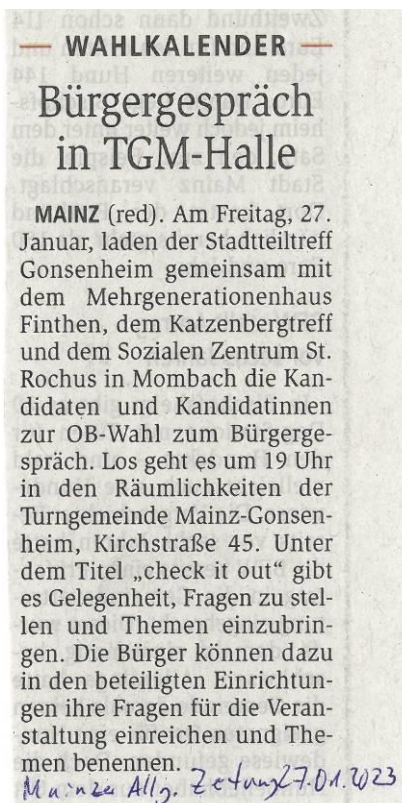 WAHLKALENDER
Bürgergespräch
in TGM-Halle
MAINZ (red). Am Freitag, 27.
Januar, laden der Stadtteiltreff
Gonsenheim gemeinsam mit
dem Mehrgenerationenhaus
Finthen, dem Katzenbergtreff
und dem Sozialen Zentrum St.
Rochus in Mombach die Kan-
didaten und Kandidatinnen
zur OB-Wahl zum Bürgerge-
spräch. Los geht es um 19 Uhr
in den Räumlichkeiten der
Turngemeinde Mainz-Gonsen-
heim, Kirchstraße 45. Unter
dem Titel „check it out“ gibt
es Gelegenheit, Fragen zu stel-
len und Themen einzubrin-
gen. Die Bürger können dazu
in den beteiligten Einrichtun-
gen ihre Fragen für die Veran-
staltung einreichen und The-
men benennen.
Mainzer Allg. Zeitung 27.01.2023